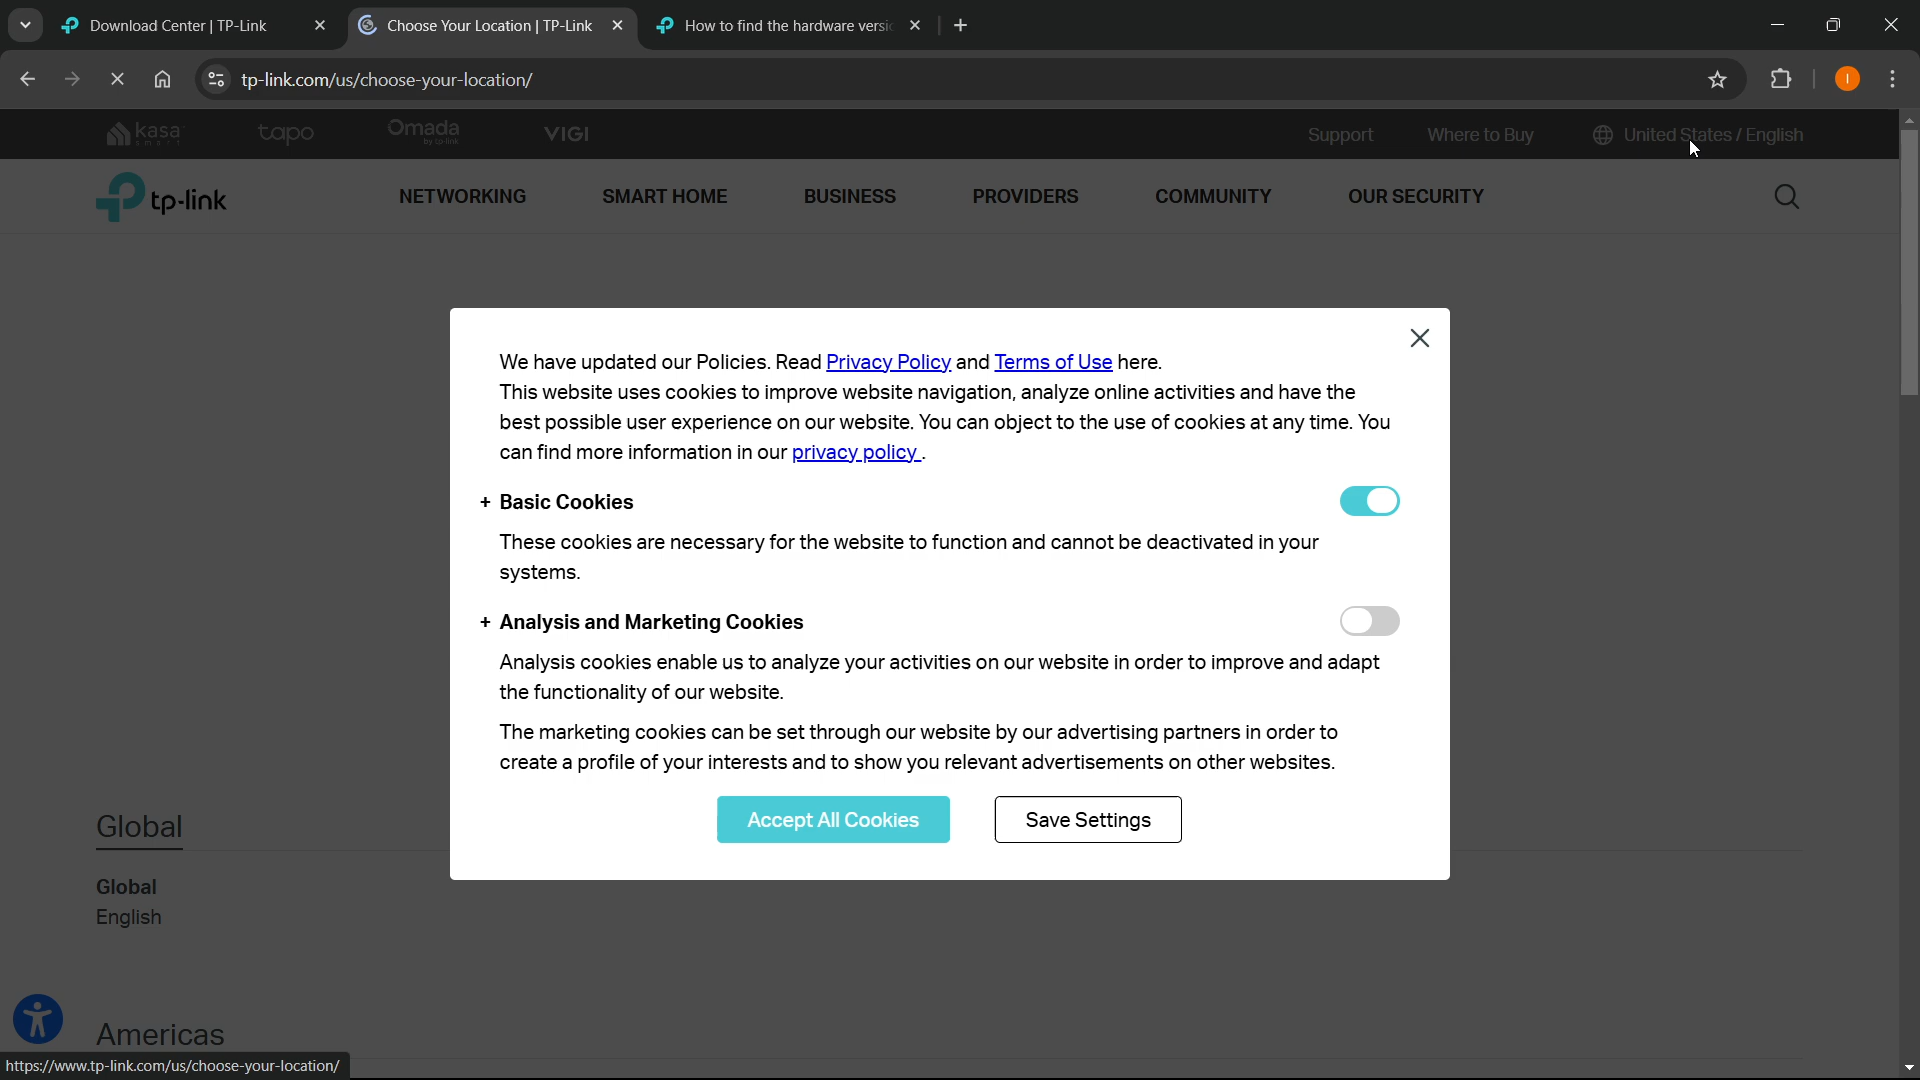 Download Center | TP-Link
Choose Your Location | TP-Link
How to find the hardware versi
tp-link.com/us/choose-your-location/
I
kasa smart
tapo
Omada by tp-link
VIGI
Support
Where to Buy
United States / English
tp-link
NETWORKING
SMART HOME
BUSINESS
PROVIDERS
COMMUNITY
OUR SECURITY
We have updated our Policies. Read Privacy Policy and Terms of Use here.
This website uses cookies to improve website navigation, analyze online activities and have the
best possible user experience on our website. You can object to the use of cookies at any time. You
can find more information in our privacy policy .
+ Basic Cookies
These cookies are necessary for the website to function and cannot be deactivated in your
systems.
+ Analysis and Marketing Cookies
Analysis cookies enable us to analyze your activities on our website in order to improve and adapt
the functionality of our website.
The marketing cookies can be set through our website by our advertising partners in order to
create a profile of your interests and to show you relevant advertisements on other websites.
Accept All Cookies
Save Settings
Global
Global
English
Americas
https://www.tp-link.com/us/choose-your-location/